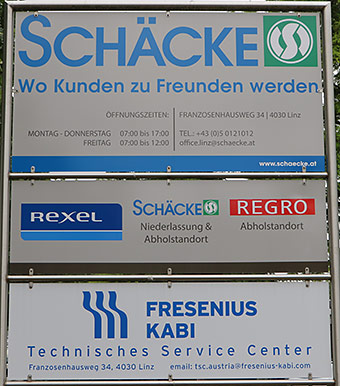 SCHÄCKE
Wo Kunden zu Freunden werden
ÖFFNUNGSZEITEN: FRANZOSENHAUSWEG 34 | 4030 Linz
MONTAG - DONNERSTAG 07:00 bis 17:00 TEL.: +43 (0)5 0121012
FREITAG 07:00 bis 12:00 office.linz@schaecke.at
www.schaecke.at
REXEL SCHÄCKE REGRO
Niederlassung & Abholstandort
Abholstandort
FRESENIUS
KABI
Technisches Service Center
Franzosenhausweg 34, 4030 Linz email: tsc.austria@fresenius-kabi.com